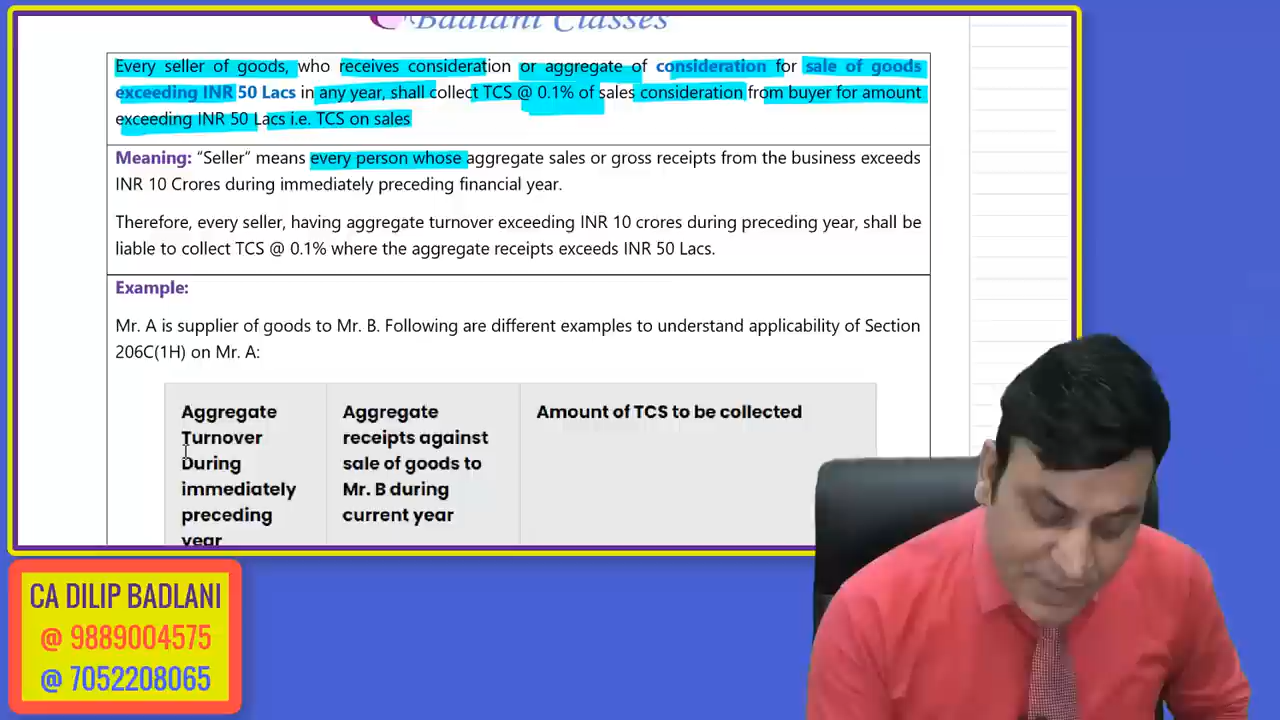 Badlani Classes
Every seller of goods, who receives consideration or aggregate of consideration for sale of goods
exceeding INR 50 Lacs in any year, shall collect TCS @ 0.1% of sales consideration from buyer for amount
exceeding INR 50 Lacs i.e. TCS on sales
Meaning: “Seller” means every person whose aggregate sales or gross receipts from the business exceeds
INR 10 Crores during immediately preceding financial year.
Therefore, every seller, having aggregate turnover exceeding INR 10 crores during preceding year, shall be
liable to collect TCS @ 0.1% where the aggregate receipts exceeds INR 50 Lacs.
Example:
Mr. A is supplier of goods to Mr. B. Following are different examples to understand applicability of Section
206C(1H) on Mr. A:
Aggregate
Turnover
During
immediately
preceding
year
Aggregate
receipts against
sale of goods to
Mr. B during
current year
Amount of TCS to be collected
CA DILIP BADLANI
@ 9889004575
@ 7052208065